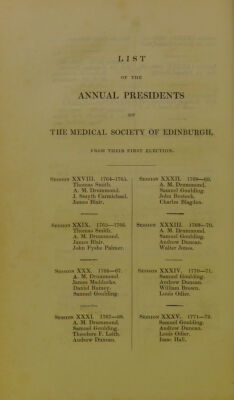 LIST
OF THE
ANNUAL PRESIDENTS
OF
THE MEDICAL SOCIETY OF EDINBURGH,
FROM THEIR FIRST ELECTION.
SESSION XXVIII. 1764–1765.
Thomas Smith.
A. M. Drummond.
J. Smyth Carmichael.
James Blair.
SESSION XXIX. 1765–1766.
Thomas Smith.
A. M. Drummond.
James Blair.
John Fyshe Palmer.
SESSION XXX. 1766–67.
A. M. Drummond.
James Maddocks.
Daniel Rainey.
Samuel Goulding.
SESSION XXXI. 1767–68.
A. M. Drummond.
Samuel Goulding.
Theodore F. Leith.
Andrew Duncan.
SESSION XXXII. 1768–69.
A. M. Drummond.
Samuel Goulding.
John Bostock.
Charles Blagden.
SESSION XXXIII. 1769–70.
A. M. Drummond.
Samuel Goulding.
Andrew Duncan.
Walter Jones.
SESSION XXXIV. 1770–71.
Samuel Goulding.
Andrew Duncan.
William Brown.
Louis Odier.
SESSION XXXV. 1771–72.
Samuel Goulding.
Andrew Duncan.
Louis Odier.
Isaac Hall.